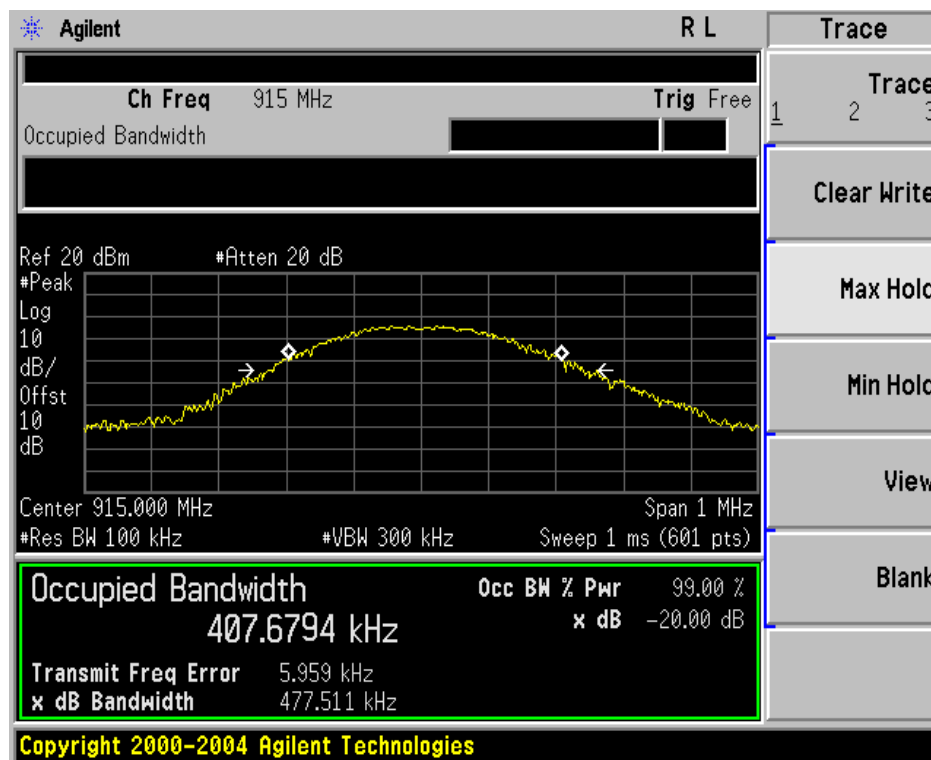 Agilent R L Trace
Ch Freq 915 MHz Trig Free
Trace
1 2 3
Occupied Bandwidth
Clear Write
Ref 20 dBm #Atten 20 dB
#Peak
Log
10
dB/
Offst
10
dB
Max Hold
Min Hold
View
Center 915.000 MHz Span 1 MHz
#Res BW 100 kHz #VBW 300 kHz Sweep 1 ms (601 pts)
Blank
Occupied Bandwidth
407.6794 kHz
Occ BW % Pwr 99.00 %
x dB -20.00 dB
Transmit Freq Error 5.959 kHz
x dB Bandwidth 477.511 kHz
Copyright 2000-2004 Agilent Technologies